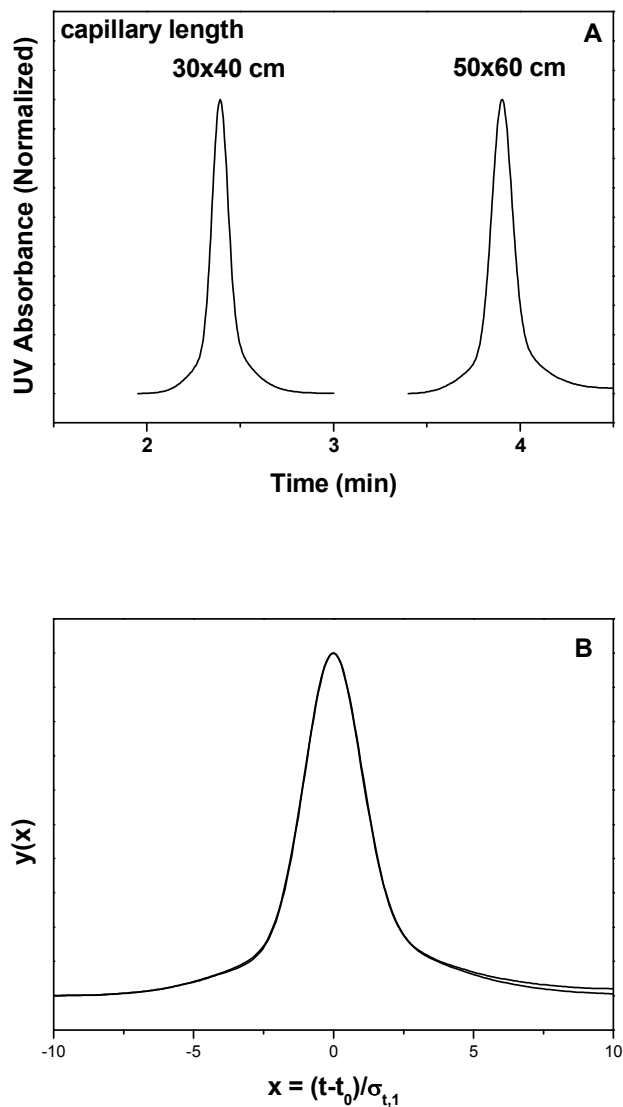 capillary length
A
30x40 cm
50x60 cm
UV Absorbance (Normalized)
2
3
4
Time (min)
B
y(x)
-10
-5
0
5
10
x = (t-t0)/σt,1